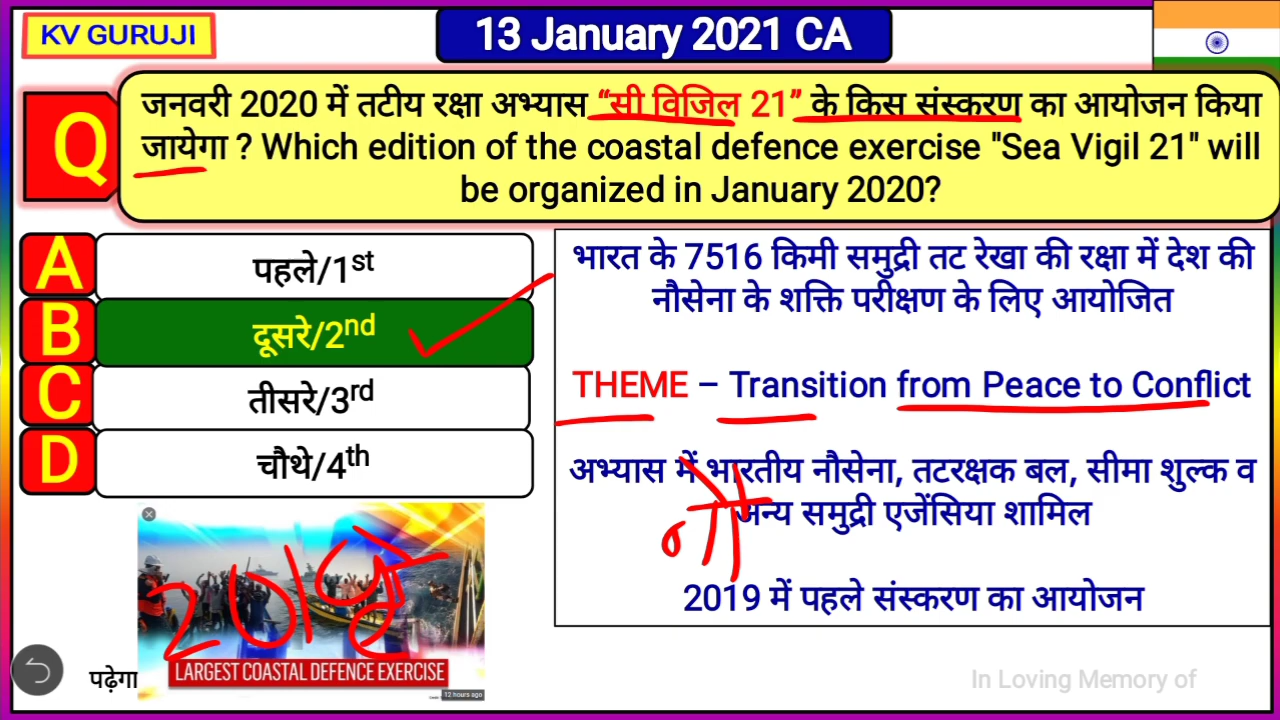 KV GURUJI
13 January 2021 CA
Q
जनवरी 2020 में तटीय रक्षा अभ्यास “सी विजिल 21” के किस संस्करण का आयोजन किया
जायेगा ? Which edition of the coastal defence exercise "Sea Vigil 21" will
be organized in January 2020?
A पहले/1st
B दूसरे/2nd
C तीसरे/3rd
D चौथे/4th
भारत के 7516 किमी समुद्री तट रेखा की रक्षा में देश की
नौसेना के शक्ति परीक्षण के लिए आयोजित
THEME – Transition from Peace to Conflict
अभ्यास में भारतीय नौसेना, तटरक्षक बल, सीमा शुल्क व
अन्य समुद्री एजेंसिया शामिल
2019 में पहले संस्करण का आयोजन
LARGEST COASTAL DEFENCE EXERCISE
12 hours ago
पढ़ेगा
In Loving Memory of